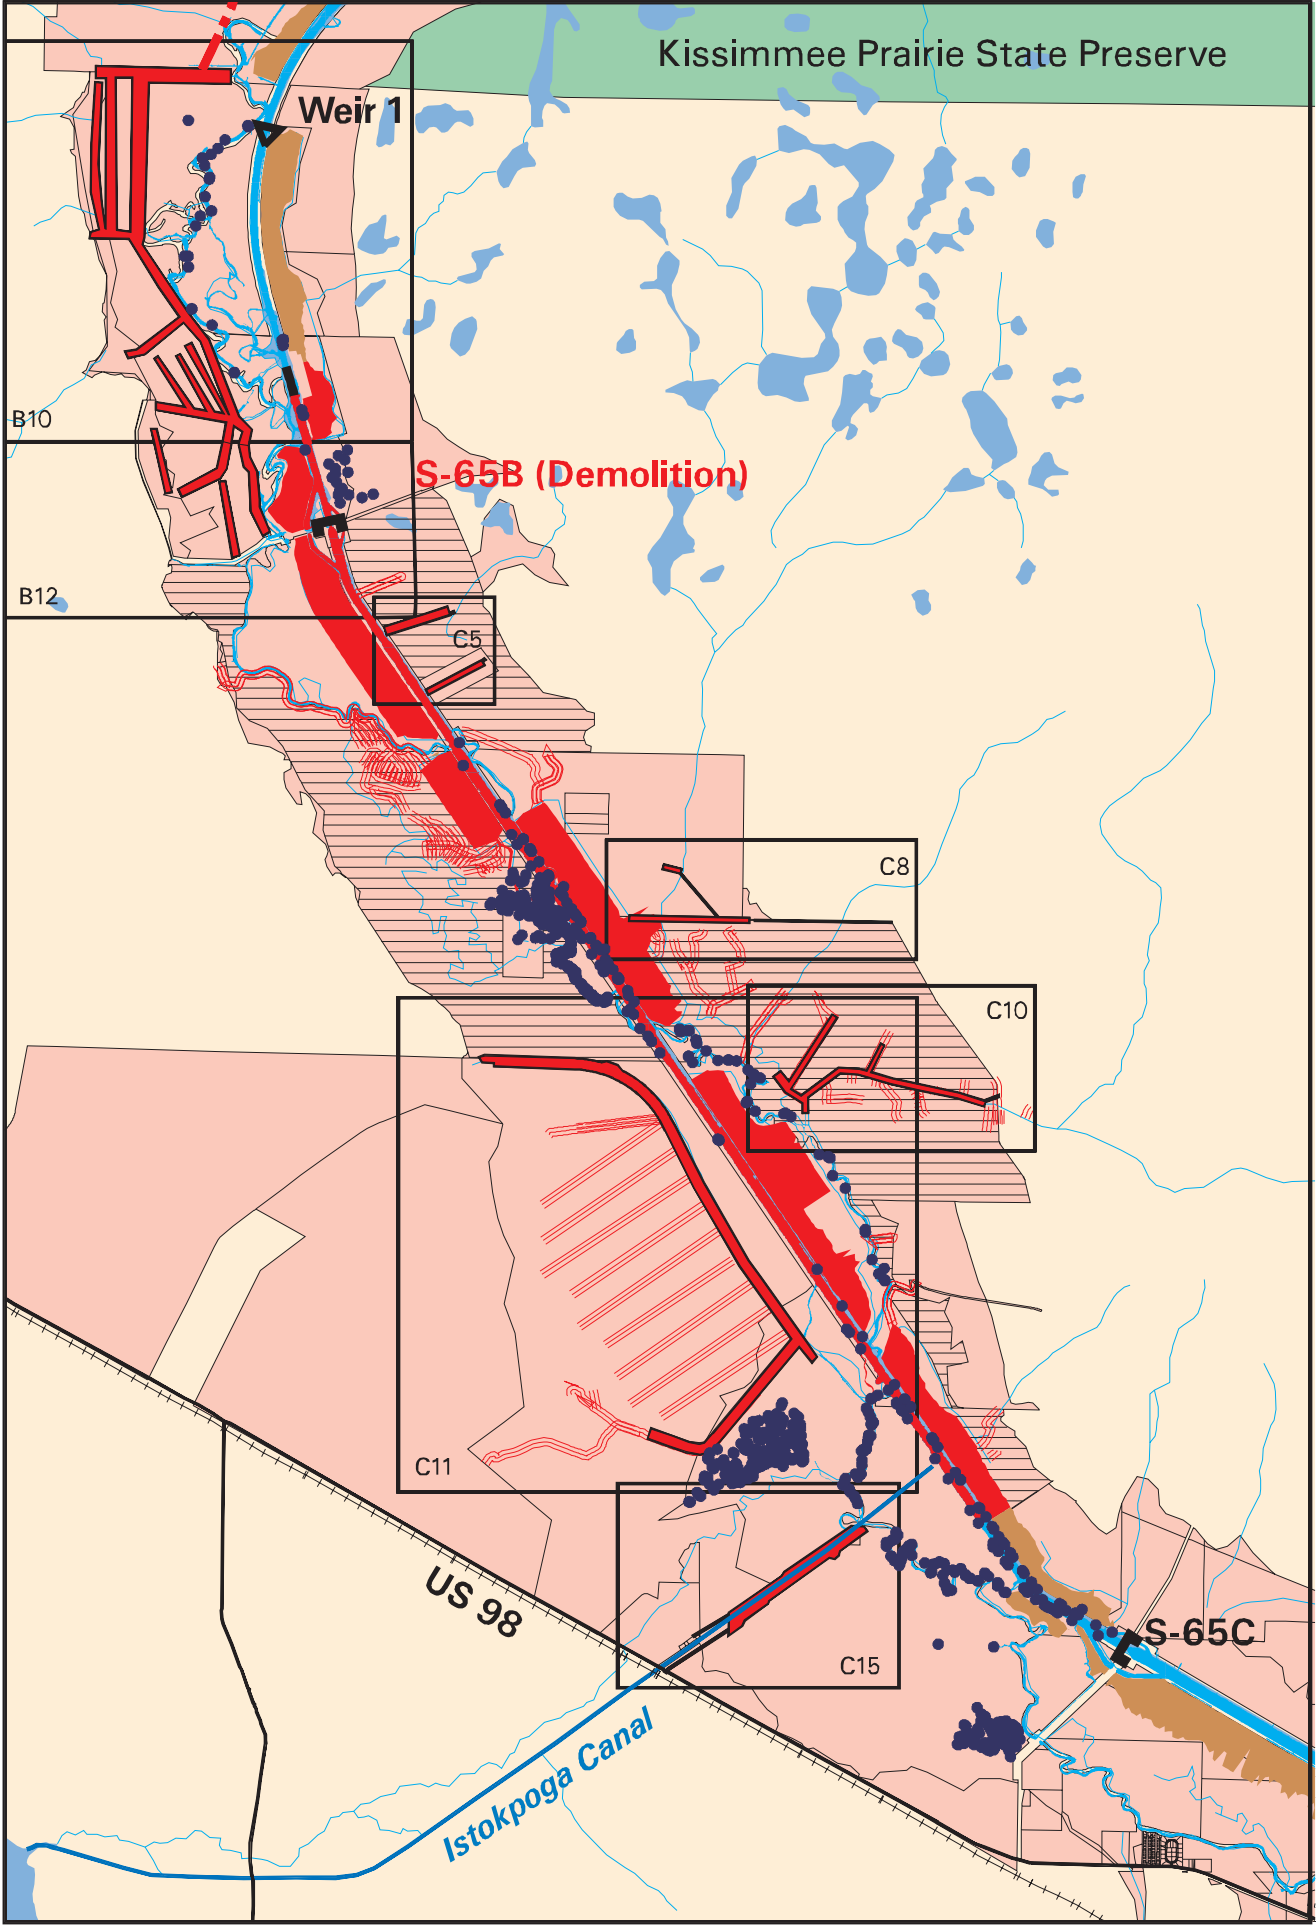 Kissimmee Prairie State Preserve
Weir 1
B10
S-65B (Demolition)
B12
C5
C8
C10
C11
US 98
S-65C
C15
Istokpoga Canal